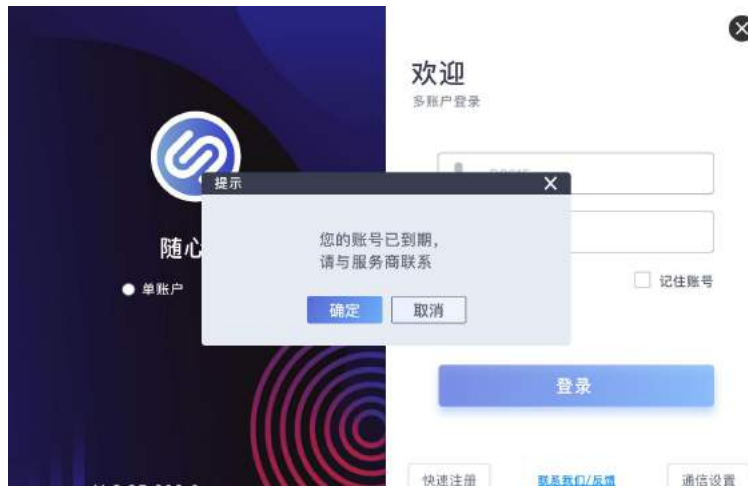 欢迎
多账户登录
提示
您的账号已到期，
请与服务商联系
确定
取消
随心
单账户
记住账号
登录
快速注册
联系我们/反馈
通信设置